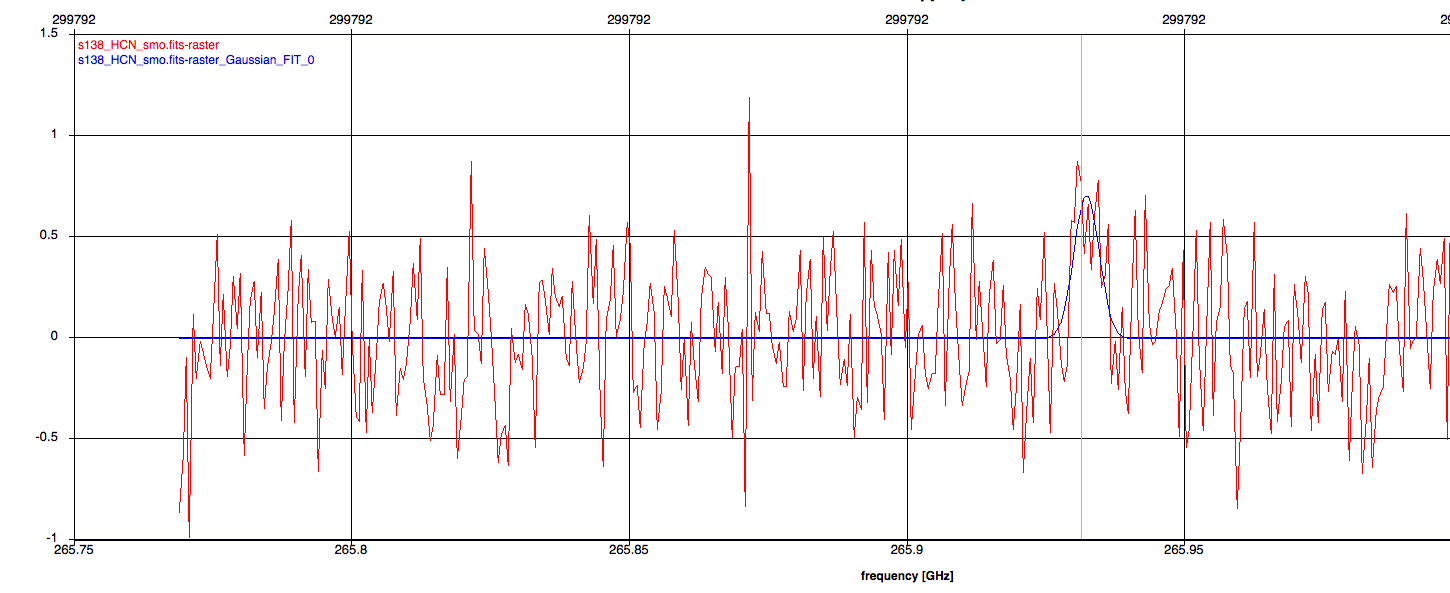 299792 299792 299792 299792 299792
1.5
s138_HCN_smo.fits-raster
s138_HCN_smo.fits-raster_Gaussian_FIT_0
1
0.5
0
-0.5
-1
265.75 265.8 265.85 265.9 265.95
frequency [GHz]